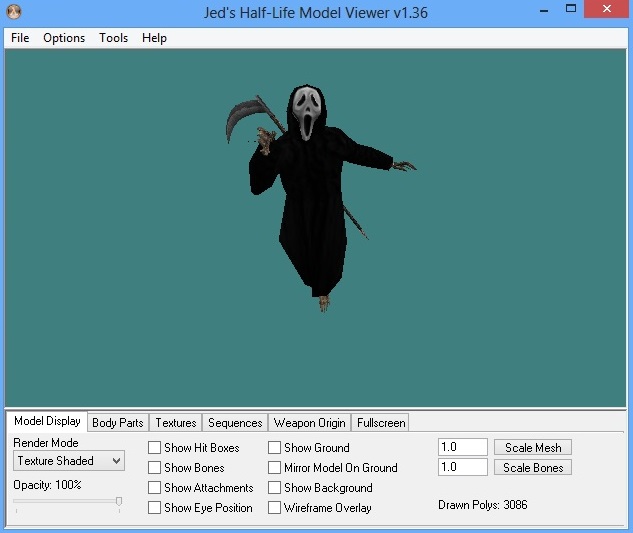 Jed's Half-Life Model Viewer v1.36
File Options Tools Help
Model Display Body Parts Textures Sequences Weapon Origin Fullscreen
Render Mode
Texture Shaded
Opacity: 100%
Show Hit Boxes
Show Bones
Show Attachments
Show Eye Position
Show Ground
Mirror Model On Ground
Show Background
Wireframe Overlay
1.0 Scale Mesh
1.0 Scale Bones
Drawn Polys: 3086